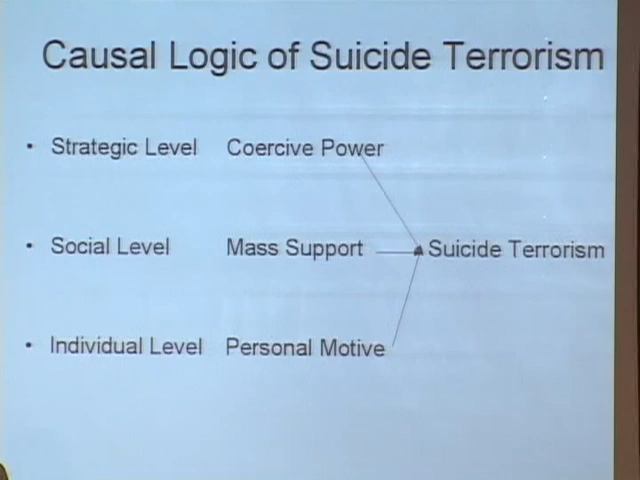 Causal Logic of Suicide Terrorism
• Strategic Level Coercive Power
• Social Level Mass Support Suicide Terrorism
• Individual Level Personal Motive